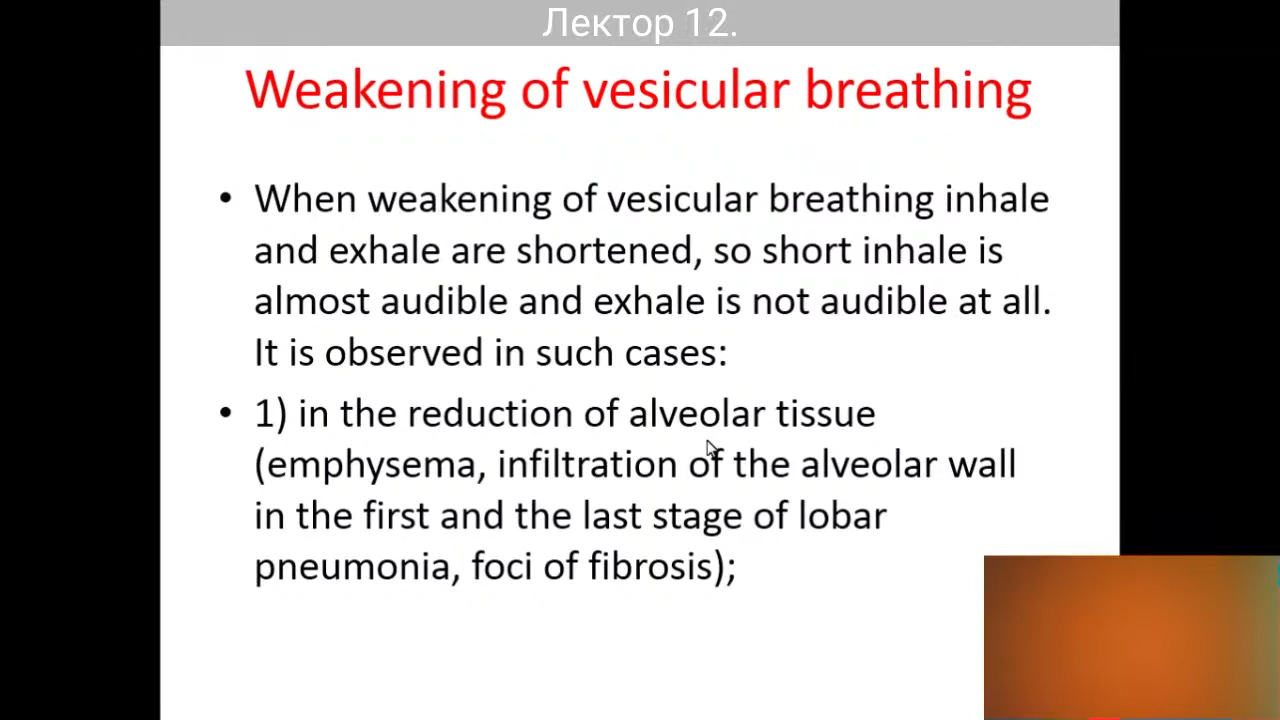 Лектор 12.
Weakening of vesicular breathing
• When weakening of vesicular breathing inhale
and exhale are shortened, so short inhale is
almost audible and exhale is not audible at all.
It is observed in such cases:
• 1) in the reduction of alveolar tissue
(emphysema, infiltration of the alveolar wall
in the first and the last stage of lobar
pneumonia, foci of fibrosis);